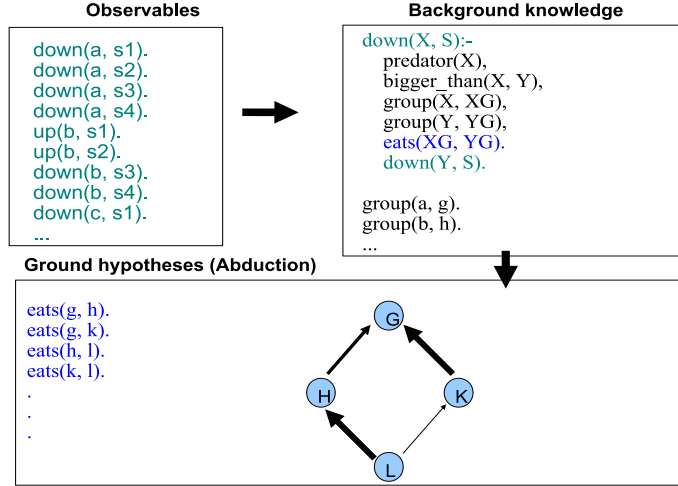 Observables
down(a, s1).
down(a, s2).
down(a, s3).
down(a, s4).
up(b, s1).
up(b, s2).
down(b, s3).
down(b, s4).
down(c, s1).
...
Background knowledge
down(X, S):-
predator(X),
bigger_than(X, Y),
group(X, XG),
group(Y, YG),
eats(XG, YG).
down(Y, S).
group(a, g).
group(b, h).
...
Ground hypotheses (Abduction)
eats(g, h).
eats(g, k).
eats(h, l).
eats(k, l).
.
.
.
G
H
K
L